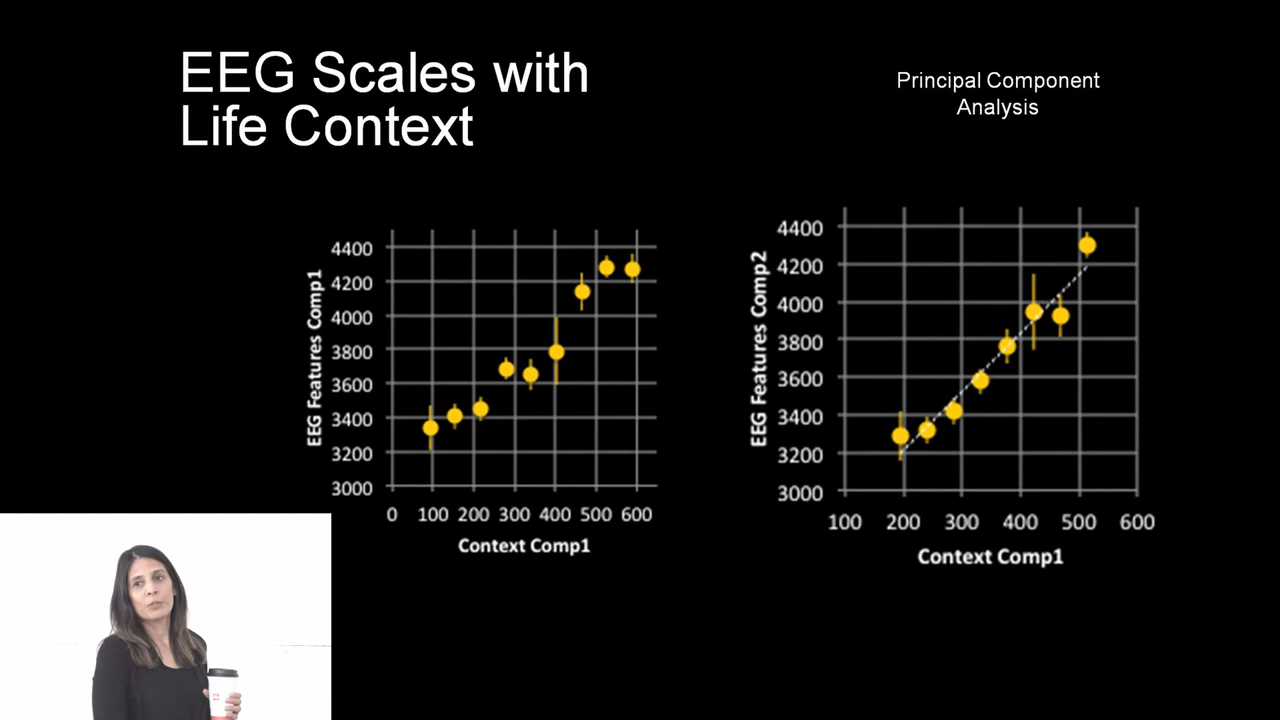 EEG Scales with
Life Context
Principal Component
Analysis
EEG Features Comp1
4400
4200
4000
3800
3600
3400
3200
3000
0 100 200 300 400 500 600
Context Comp1
EEG Features Comp2
4400
4200
4000
3800
3600
3400
3200
3000
100 200 300 400 500 600
Context Comp1